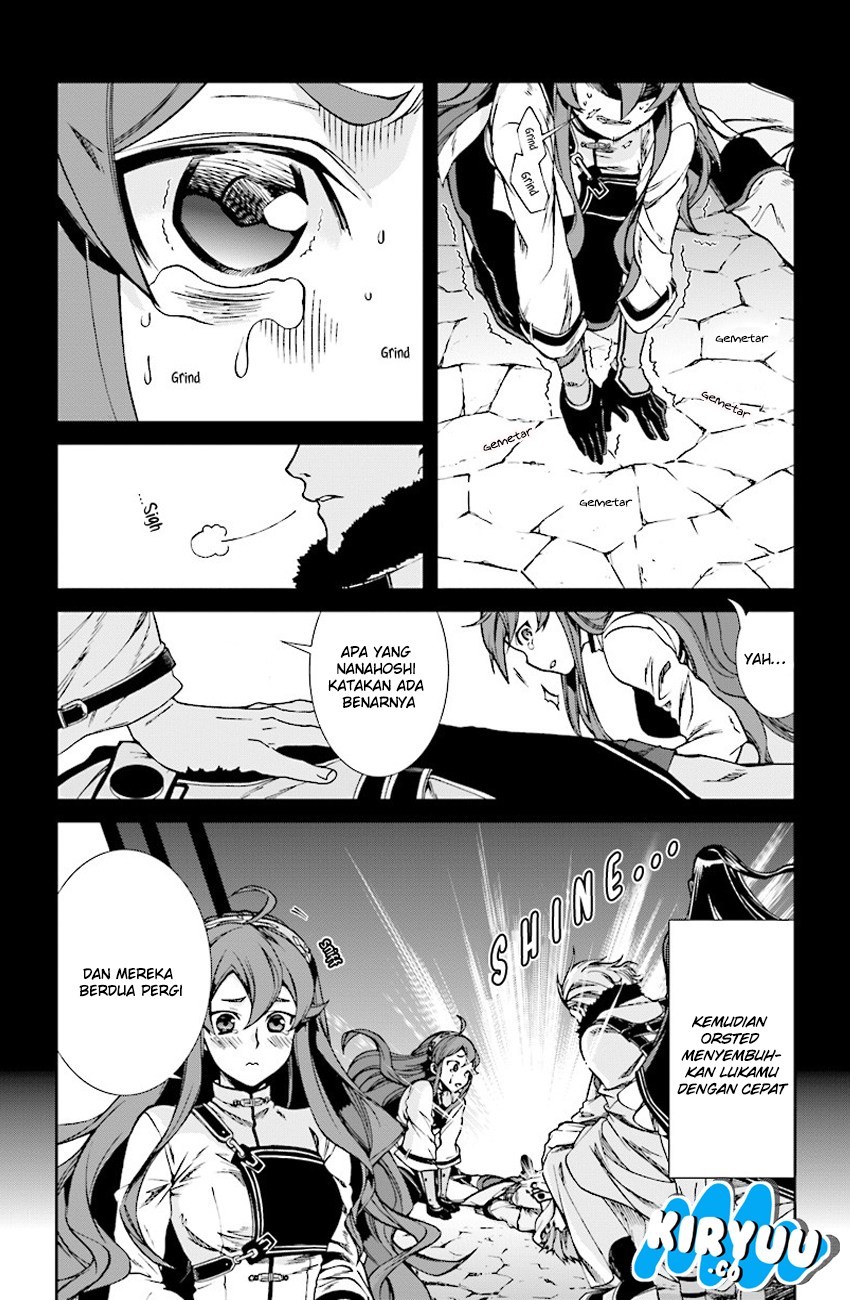 Grind
Grind
Gemetar
Gemetar
Gemetar
Gemetar
Grind
Grind
...Sigh
YAH...
APA YANG
NANAHOSHI
KATAKAN ADA
BENARNYA
SHINE...
KEMUDIAN
ORSTED
MENYEMBUH-
KAN LUKAMU
DENGAN CEPAT
sniff
DAN MEREKA
BERDUA PERGI
KIRYUU
.CO